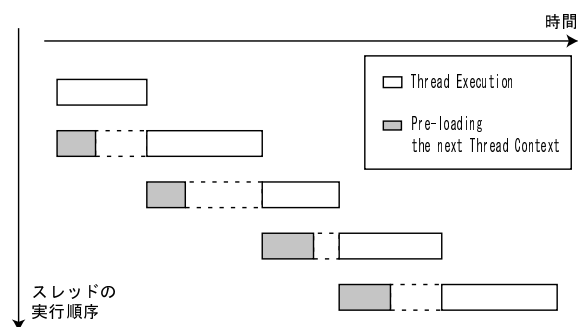 時間
Thread Execution
Pre-loading
the next Thread Context
スレッドの
実行順序